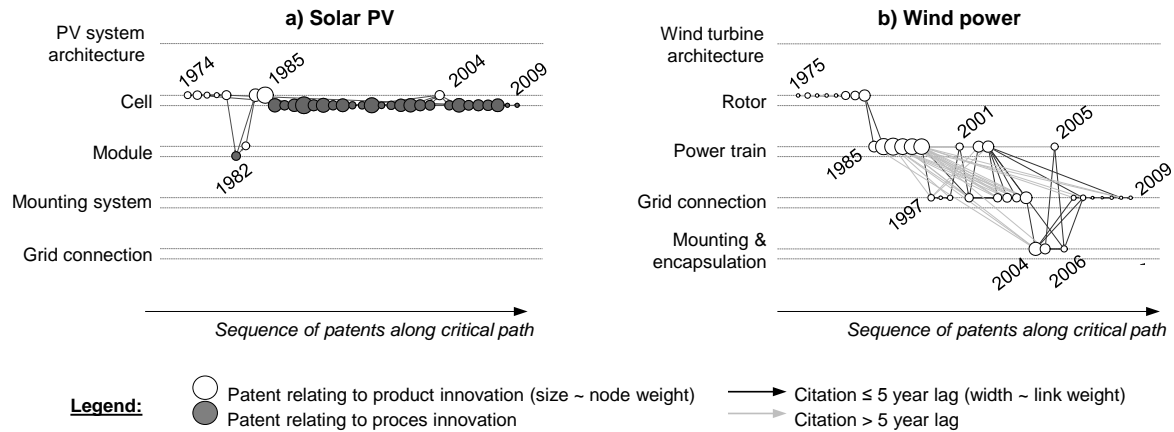 a) Solar PV
PV system
architecture
Cell
Module
Mounting system
Grid connection
1974
1985
2004
2009
1982
Sequence of patents along critical path
b) Wind power
Wind turbine
architecture
Rotor
Power train
Grid connection
Mounting &
encapsulation
1975
1985
2001
2005
1997
2009
2004
2006
Sequence of patents along critical path
Legend:
Patent relating to product innovation (size ~ node weight)
Patent relating to proces innovation
Citation ≤ 5 year lag (width ~ link weight)
Citation > 5 year lag